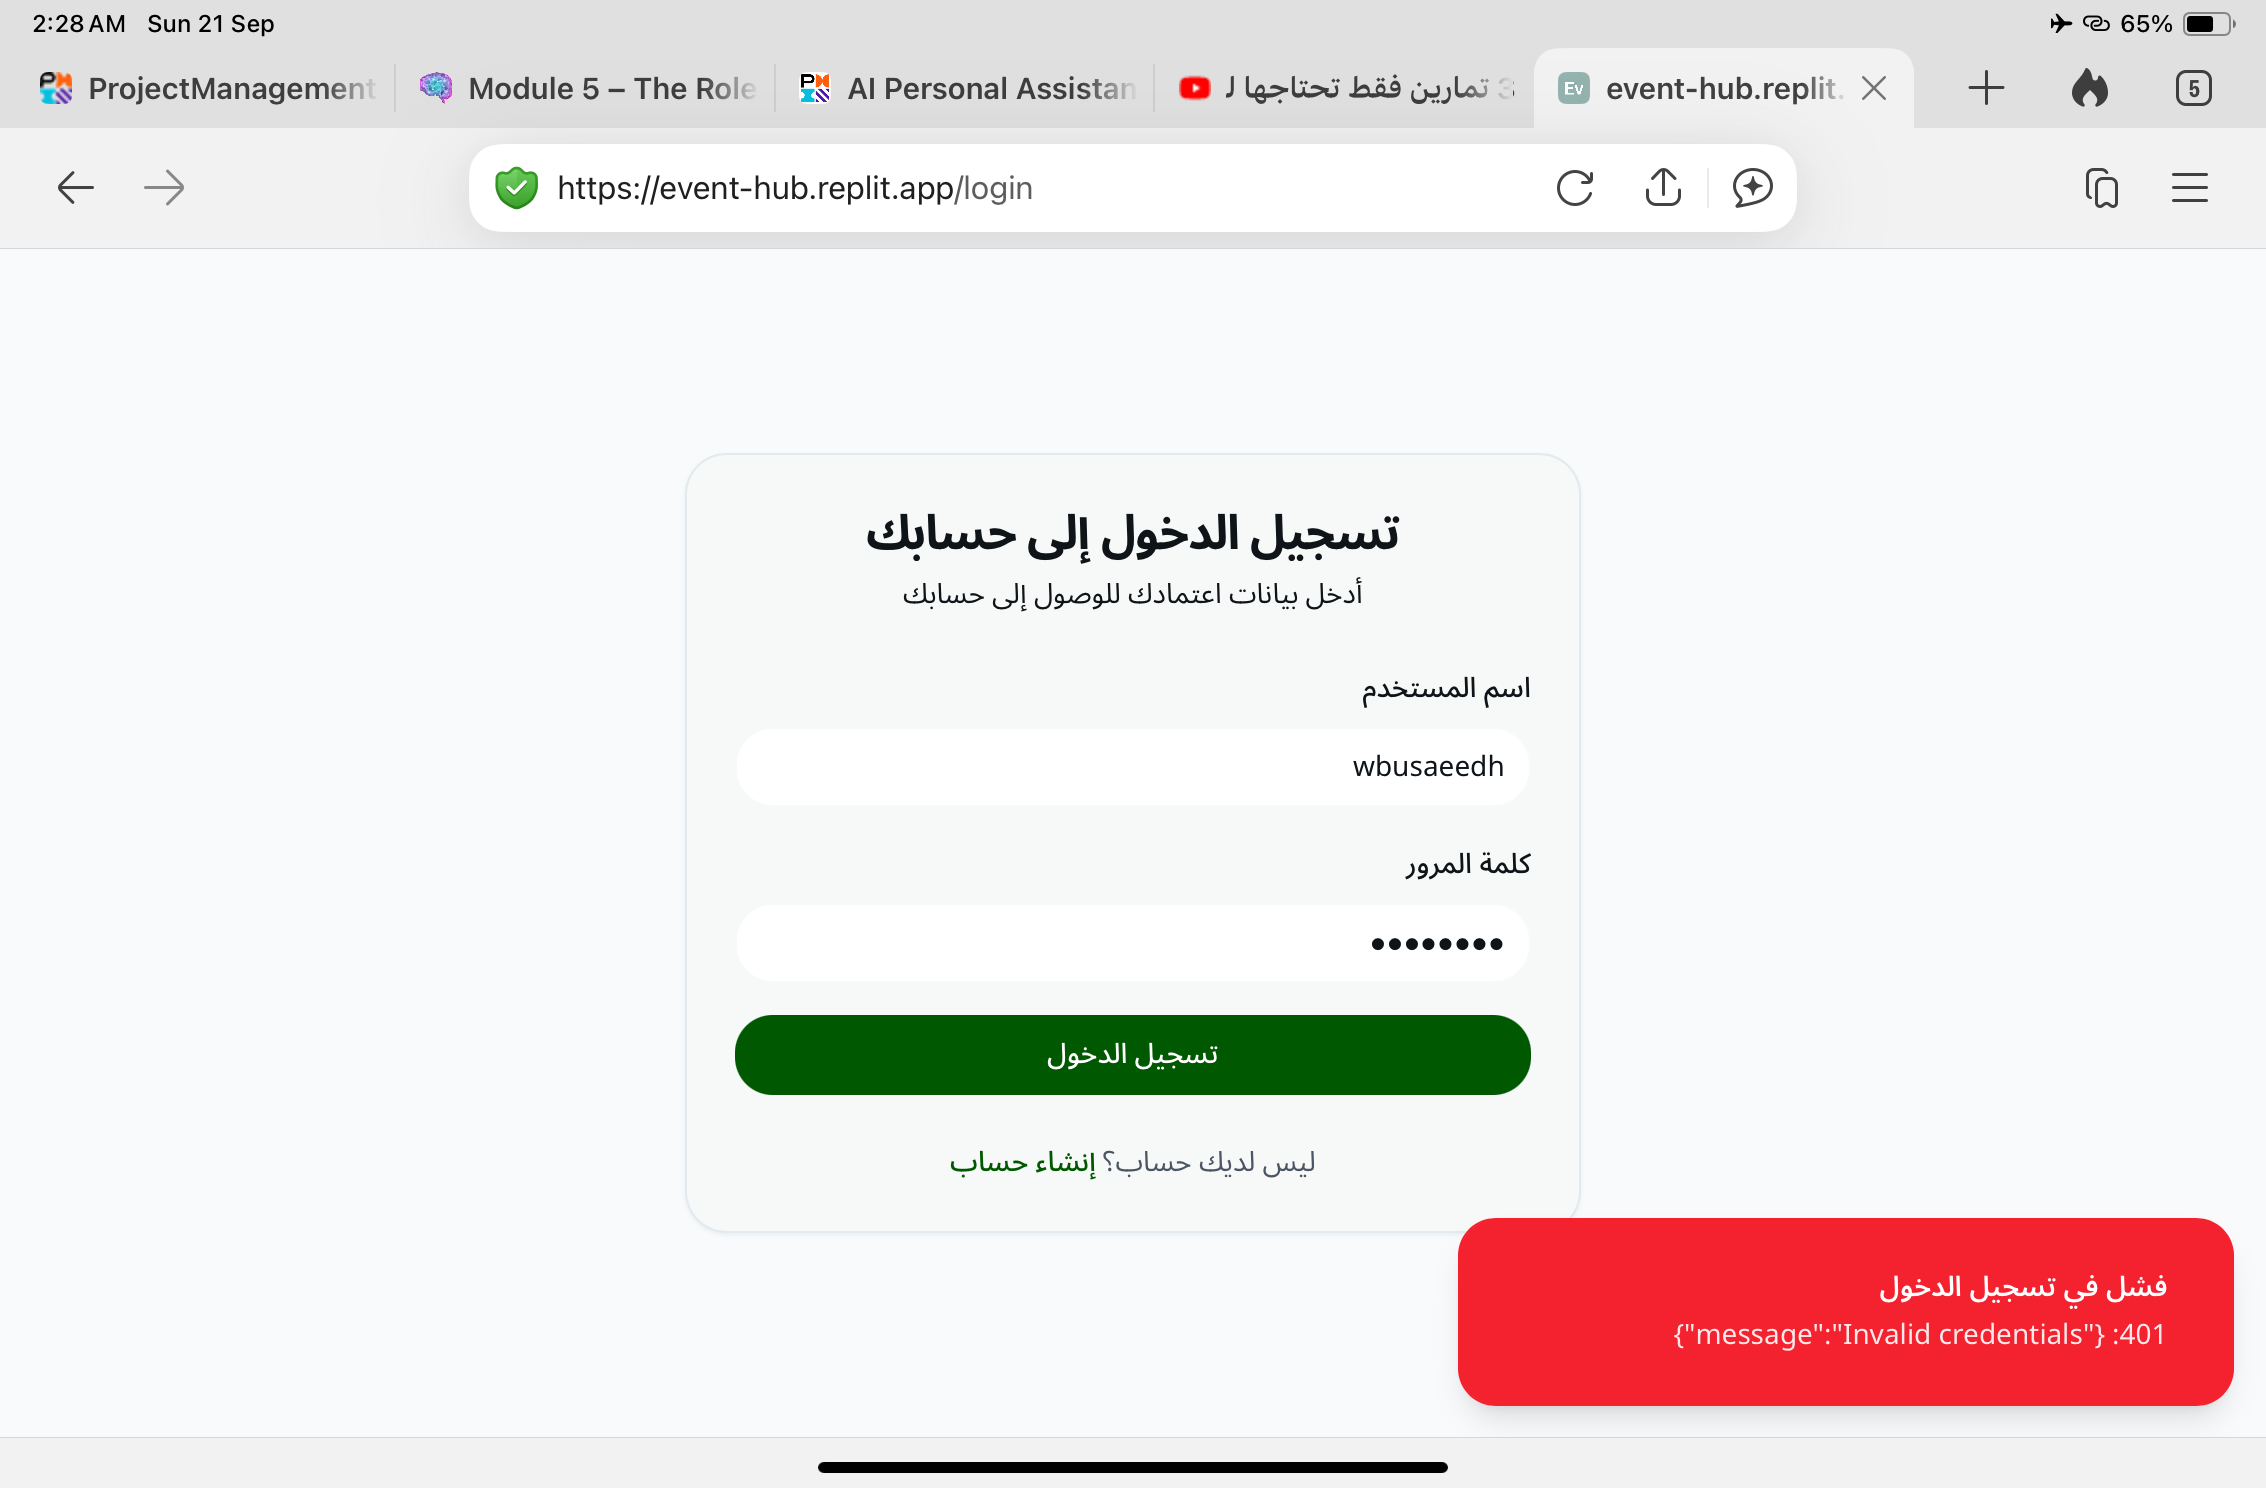 2:28 AM Sun 21 Sep
65%
ProjectManagement
Module 5 – The Role
AI Personal Assistan
3 تمارين فقط تحتاجها ل
Ev event-hub.replit.
5
https://event-hub.replit.app/login
تسجيل الدخول إلى حسابك
أدخل بيانات اعتمادك للوصول إلى حسابك
اسم المستخدم
wbusaeedh
كلمة المرور
••••••••
تسجيل الدخول
ليس لديك حساب؟ إنشاء حساب
فشل في تسجيل الدخول
401: {"message":"Invalid credentials"}